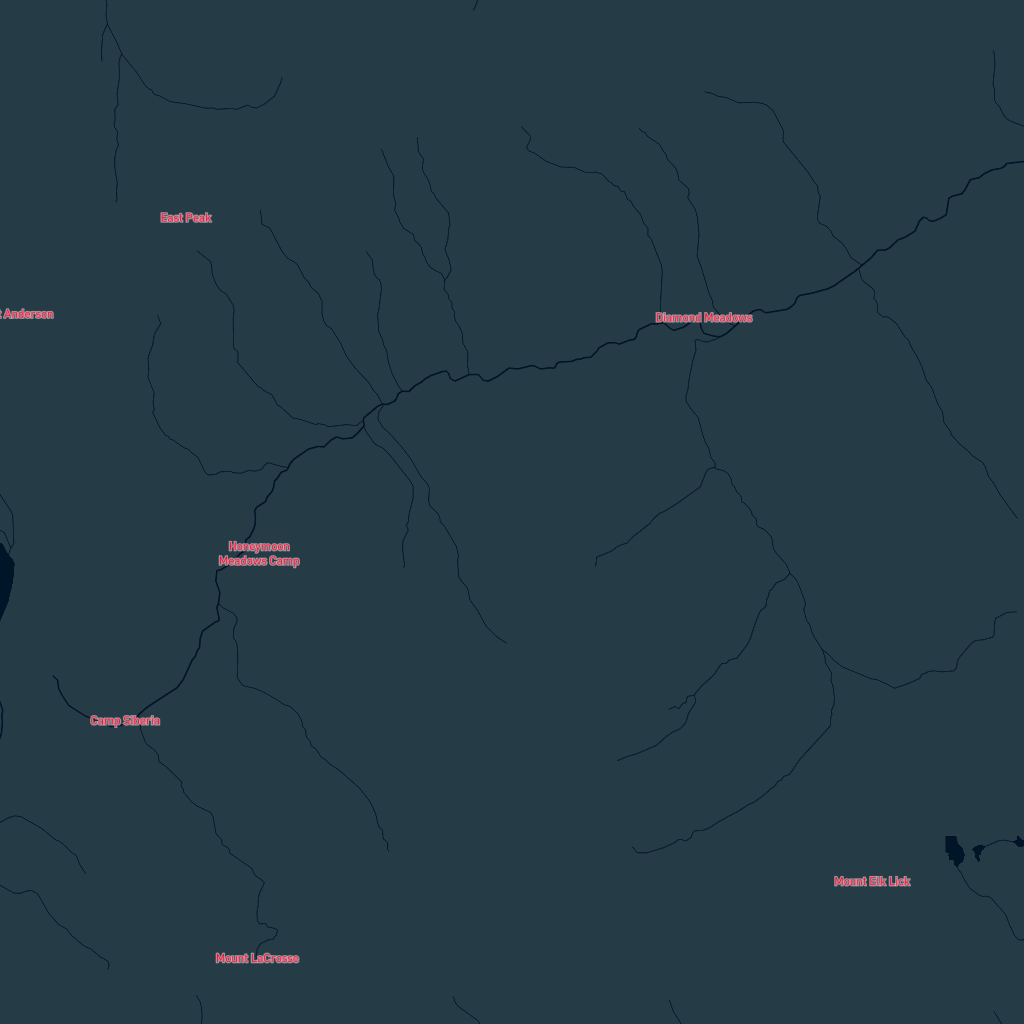 East Peak
Anderson
Diamond Meadows
Honeymoon
Meadows Camp
Camp Siberia
Mount Elk Lick
Mount LaCrosse